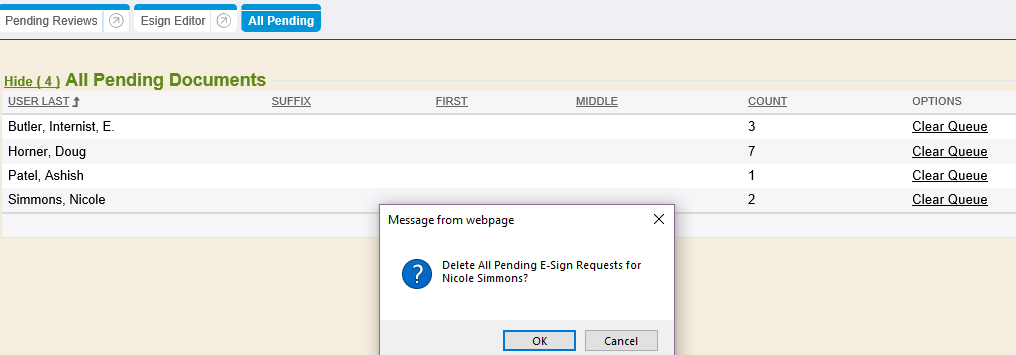 Pending Reviews Esign Editor All Pending
Hide ( 4 ) All Pending Documents
USER LAST SUFFIX FIRST MIDDLE COUNT OPTIONS
Butler, Internist, E. 3 Clear Queue
Horner, Doug 7 Clear Queue
Patel, Ashish 1 Clear Queue
Simmons, Nicole 2 Clear Queue
Message from webpage
Delete All Pending E-Sign Requests for
Nicole Simmons?
OK Cancel